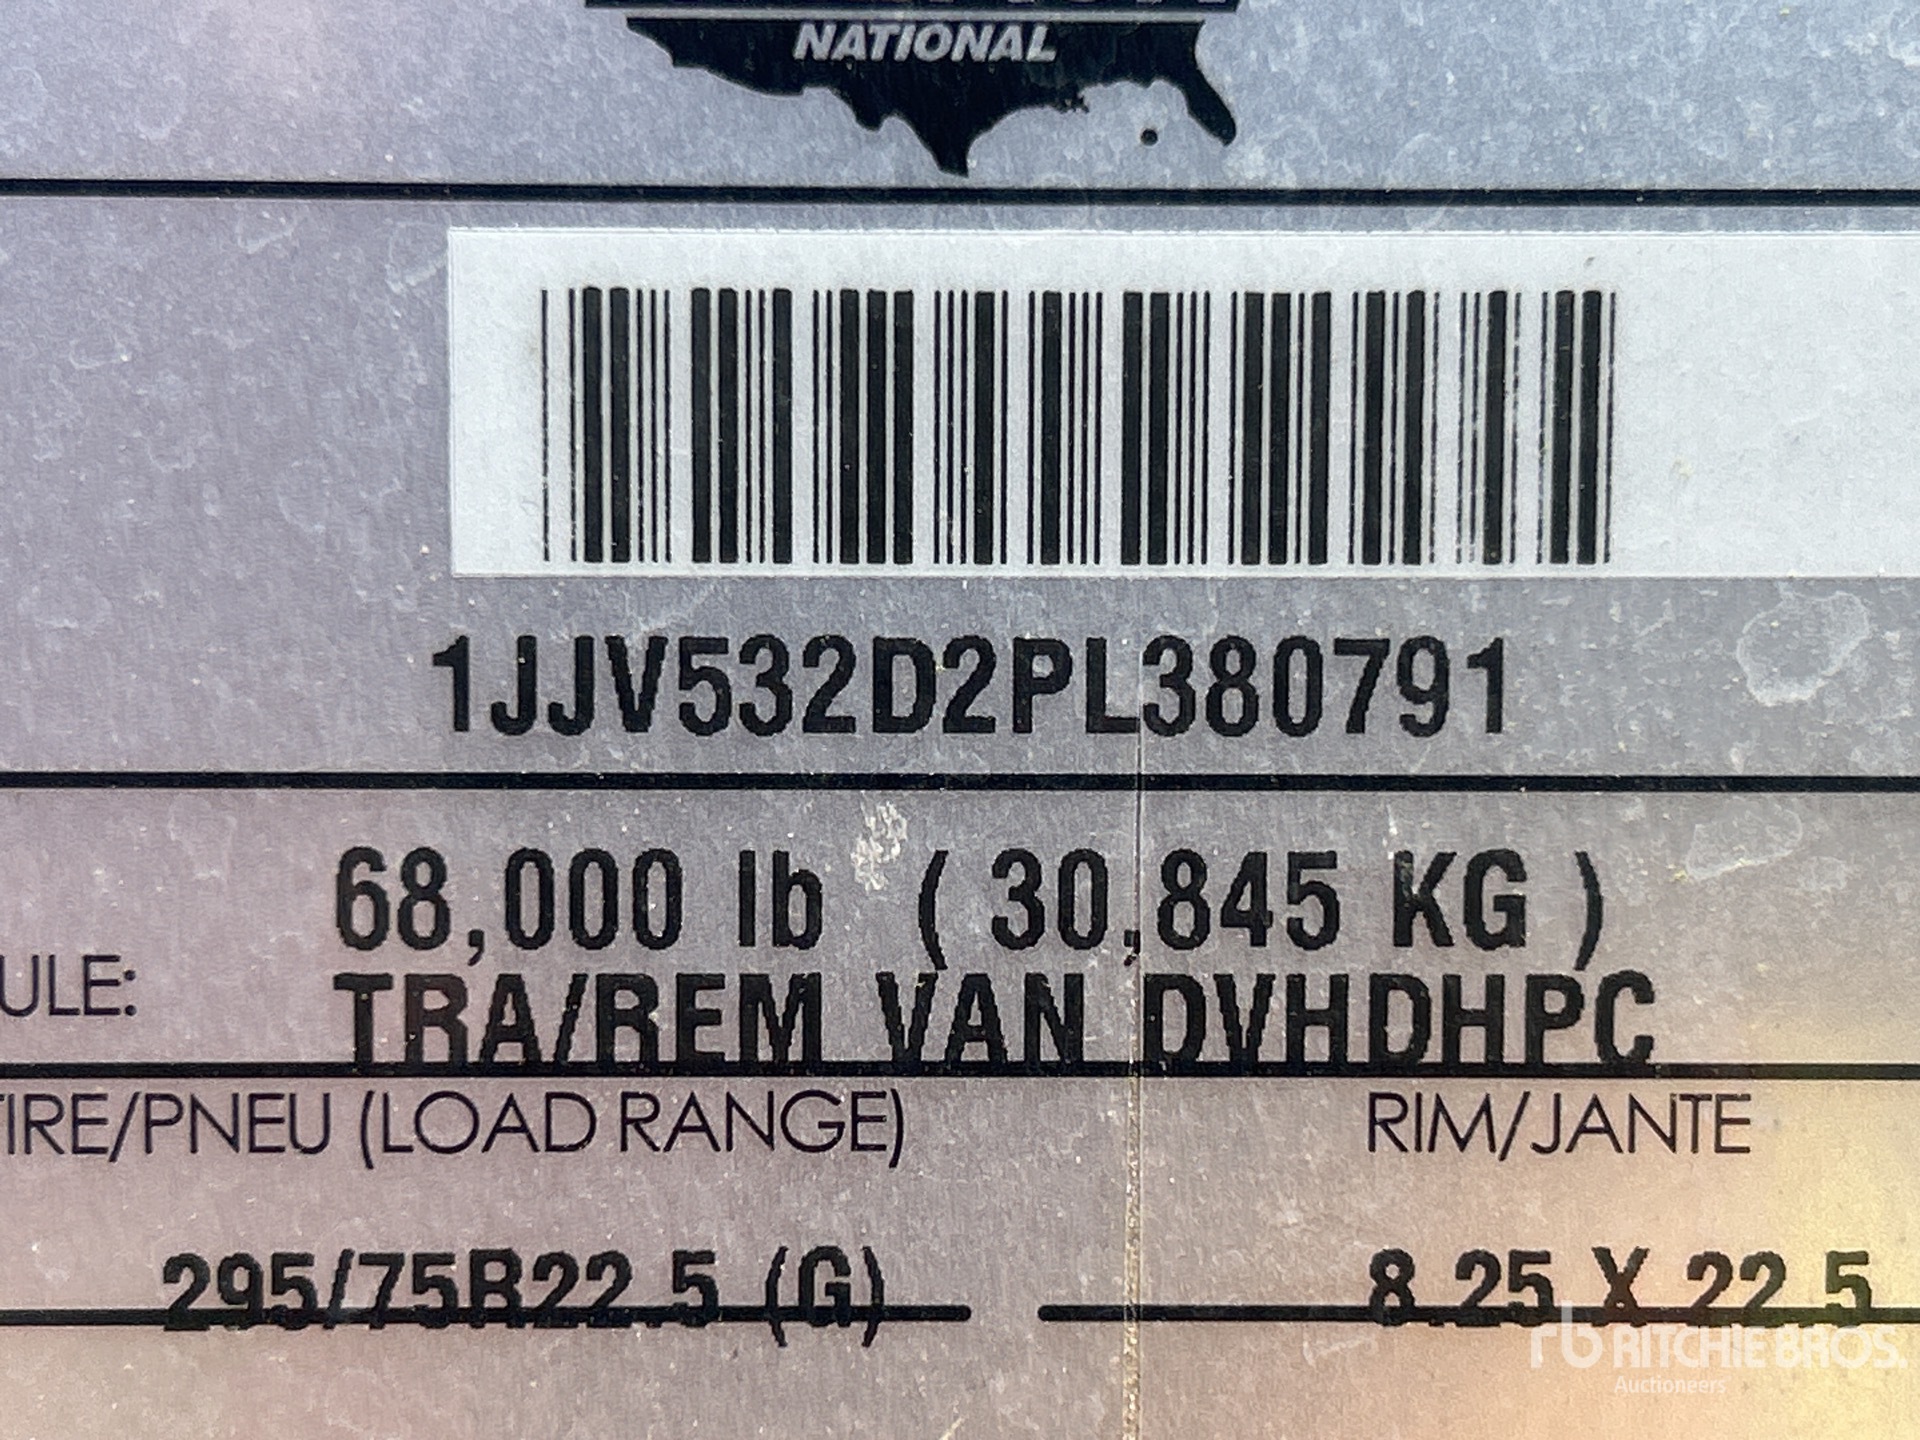 NATIONAL
1JJV532D2PL380791
68,000 lb ( 30,845 KG )
ULE: TRA/REM VAN DVHDHPC
TIRE/PNEU (LOAD RANGE) RIM/JANTE
295/75R22.5 (G) 8.25 X 22.5
rb RITCHIE BROS.
Auctioneers